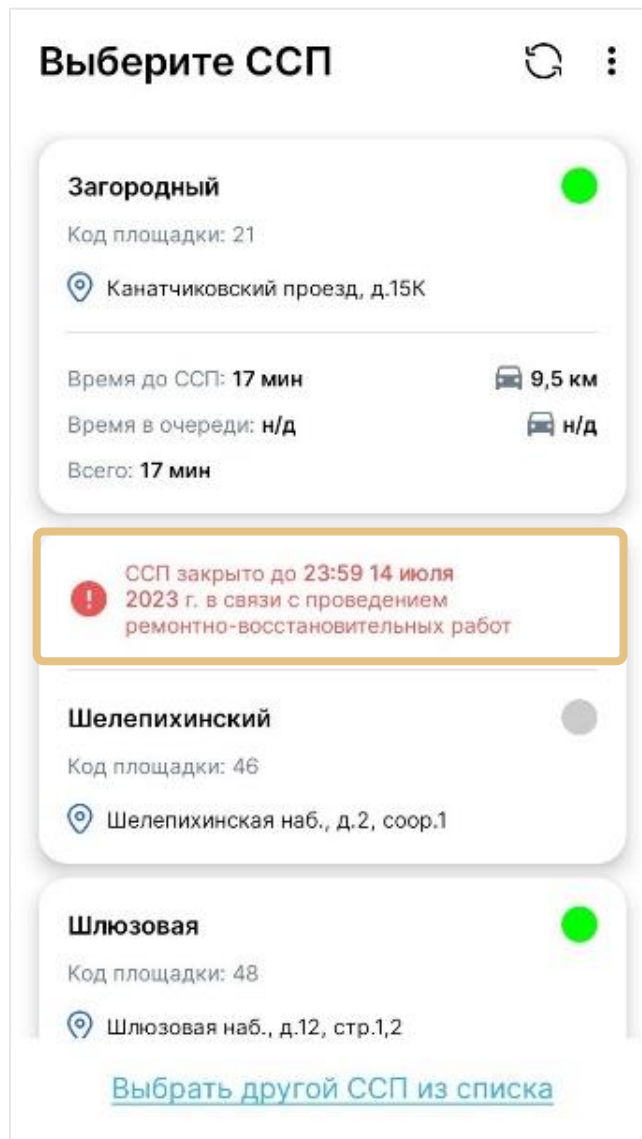 Выберите ССП
Загородный
Код площадки: 21
Канатчиковский проезд, д.15К
Время до ССП: 17 мин 9,5 км
Время в очереди: н/д н/д
Всего: 17 мин
ССП закрыто до 23:59 14 июля
2023 г. в связи с проведением
ремонтно-восстановительных работ
Шелепихинский
Код площадки: 46
Шелепихинская наб., д.2, соор.1
Шлюзовая
Код площадки: 48
Шлюзовая наб., д.12, стр.1,2
Выбрать другой ССП из списка